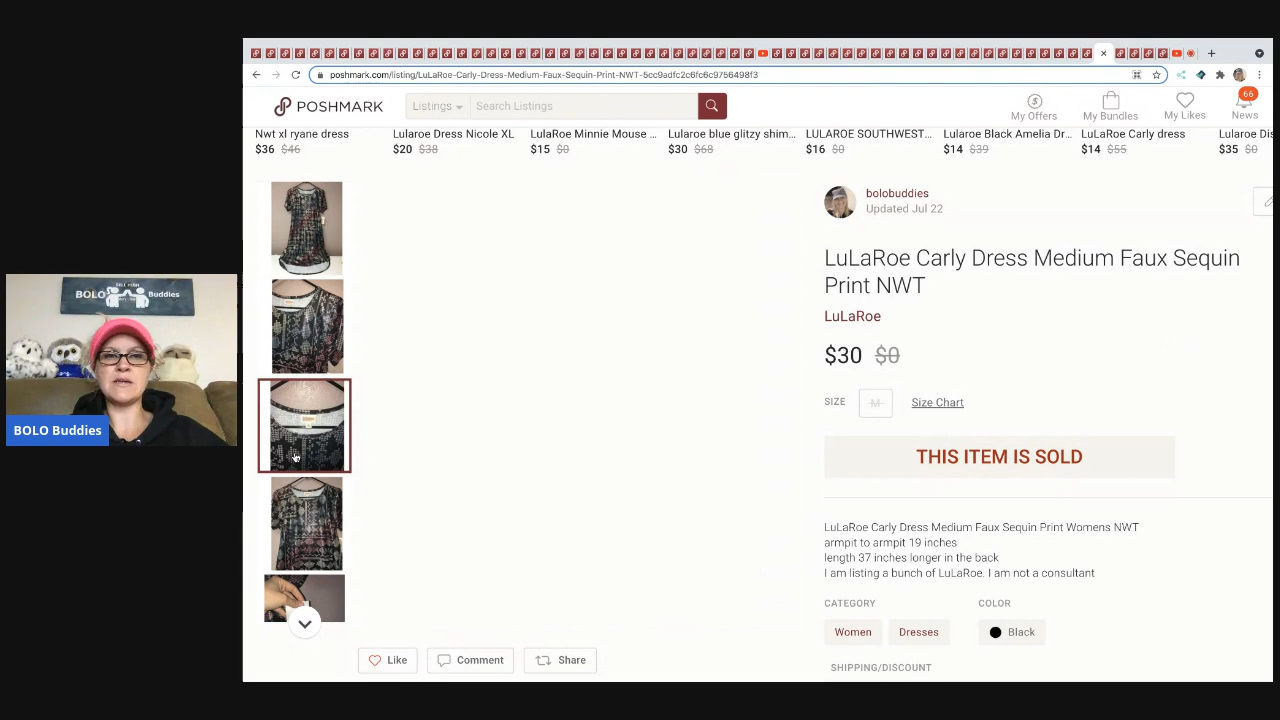 poshmark.com/listing/LuLaRoe-Carly-Dress-Medium-Faux-Sequin-Print-NWT-5cc9adfc2c6fc6c9756498f3
POSHMARK
Listings
Search Listings
My Offers
My Bundles
My Likes
66
News
Nwt xl ryane dress
$36 $46
Lularoe Dress Nicole XL
$20 $38
LulaRoe Minnie Mouse ...
$15 $0
Lularoe blue glitzy shim...
$30 $68
LULAROE SOUTHWEST...
$16 $0
Lularoe Black Amelia Dr...
$14 $39
LuLaRoe Carly dress
$14 $55
Lularoe Dis
$35 $0
bolobuddies
Updated Jul 22
LuLaRoe Carly Dress Medium Faux Sequin
Print NWT
LuLaRoe
$30 $0
SIZE
M
Size Chart
THIS ITEM IS SOLD
LuLaRoe Carly Dress Medium Faux Sequin Print Womens NWT
armpit to armpit 19 inches
length 37 inches longer in the back
I am listing a bunch of LuLaRoe. I am not a consultant
CATEGORY
COLOR
Women
Dresses
Black
SHIPPING/DISCOUNT
Like
Comment
Share
BOLO Buddies
BOLO Buddies